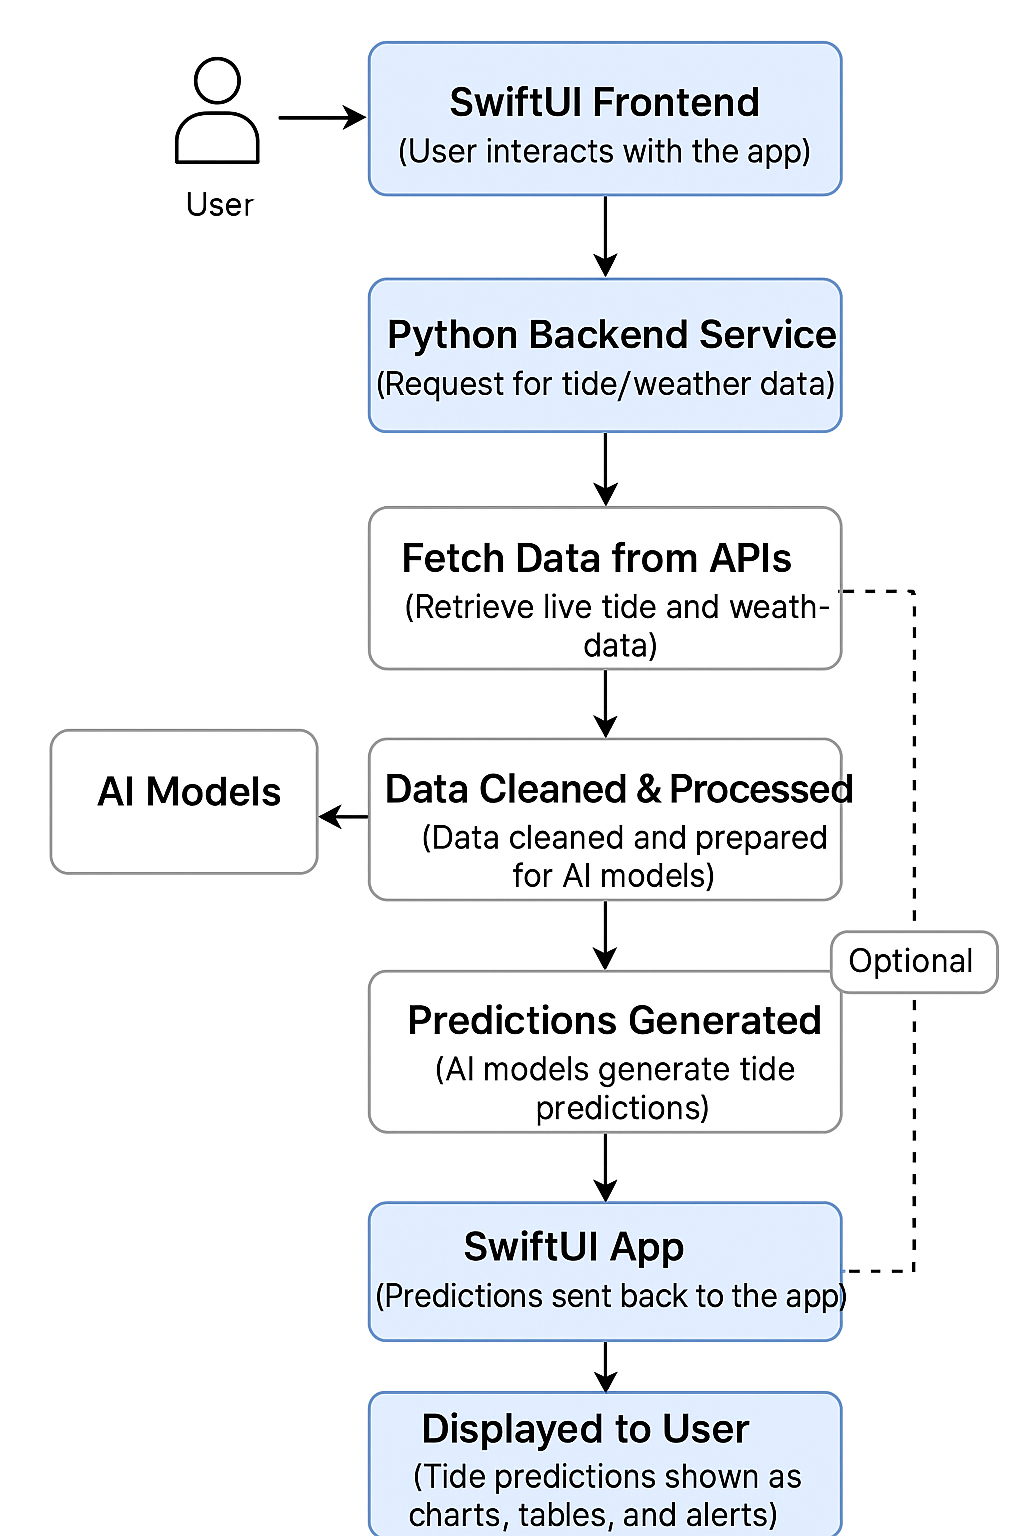 SwiftUI Frontend
(User interacts with the app)
User
Python Backend Service
(Request for tide/weather data)
Fetch Data from APIs
(Retrieve live tide and weath-
data)
AI Models
Data Cleaned & Processed
(Data cleaned and prepared
for AI models)
Optional
Predictions Generated
(AI models generate tide
predictions)
SwiftUI App
(Predictions sent back to the app)
Displayed to User
(Tide predictions shown as
charts, tables, and alerts)